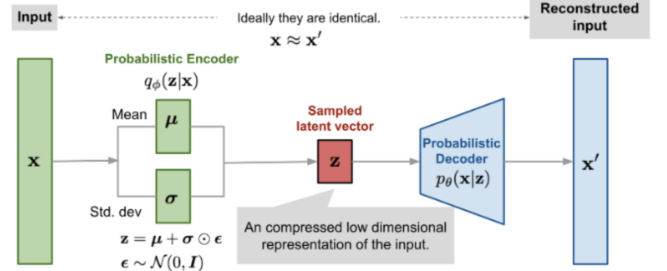 Input
Ideally they are identical.
x ≈ x′
Reconstructed
input
Probabilistic Encoder
qϕ(z|x)
Mean
μ
Sampled
latent vector
x
z
Probabilistic
Decoder
pθ(x|z)
x′
Std. dev
σ
z = μ + σ ⊙ ϵ
ϵ ∼ 𝒩(0, I)
An compressed low dimensional
representation of the input.